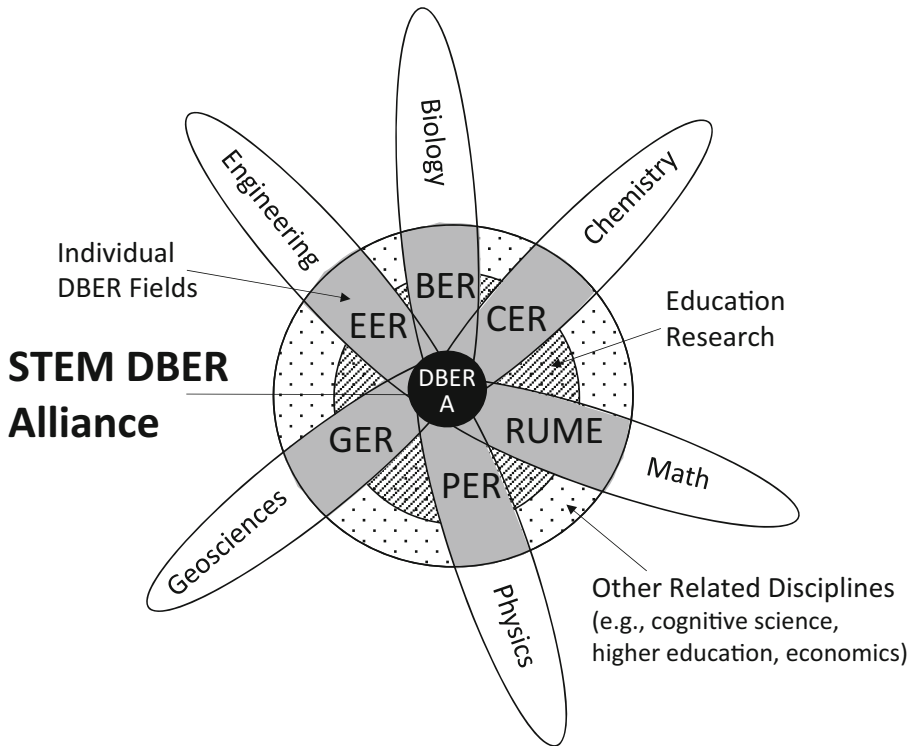 Biology
Chemistry
Engineering
Individual
DBER Fields
BER
CER
EER
Education
Research
STEM DBER
Alliance
DBER
A
GER
RUME
PER
Math
Geosciences
Physics
Other Related Disciplines
(e.g., cognitive science,
higher education, economics)